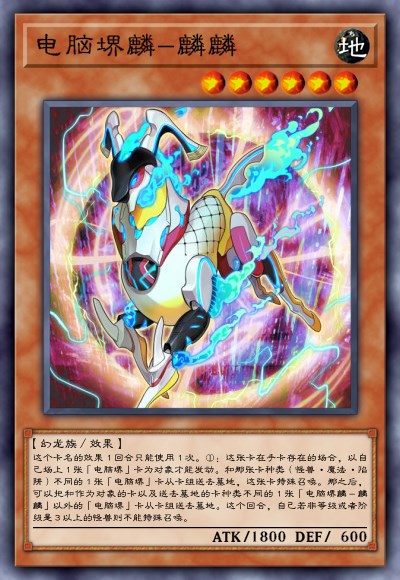 电脑堺麟-麟麟
地
【幻龙族／效果】
这个卡名的效果1回合只能使用1次。①：这张卡在手卡存在的场合，以自
己场上1张「电脑堺」卡为对象才能发动。和那张卡种类（怪兽·魔法·陷
阱）不同的1张「电脑堺」卡从卡组送去墓地，这张卡特殊召唤。那之后，
可以把和作为对象的卡以及送去墓地的卡种类不同的1张「电脑堺麟－麟
麟」以外的「电脑堺」卡从卡组送去墓地。这个回合，自己若非等级或者阶
级是3以上的怪兽则不能特殊召唤。
ATK/1800 DEF/ 600